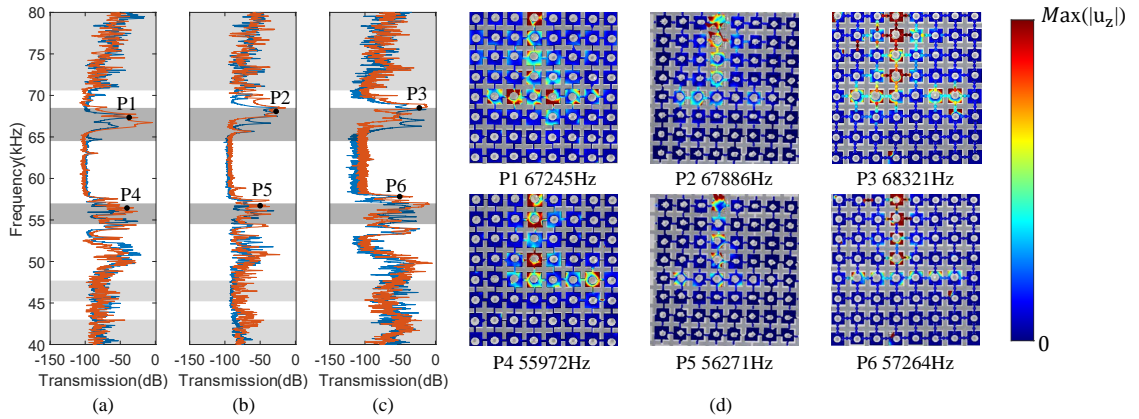 80
75
70
65
60
55
50
45
40
Frequency(kHz)
P1
P4
P2
P5
P3
P6
-150 -100 -50 0
-150 -100 -50 0
-150 -100 -50 0
Transmission(dB)
Transmission(dB)
Transmission(dB)
(a)
(b)
(c)
P1 67245Hz
P2 67886Hz
P3 68321Hz
P4 55972Hz
P5 56271Hz
P6 57264Hz
(d)
Max(|u_z|)
0